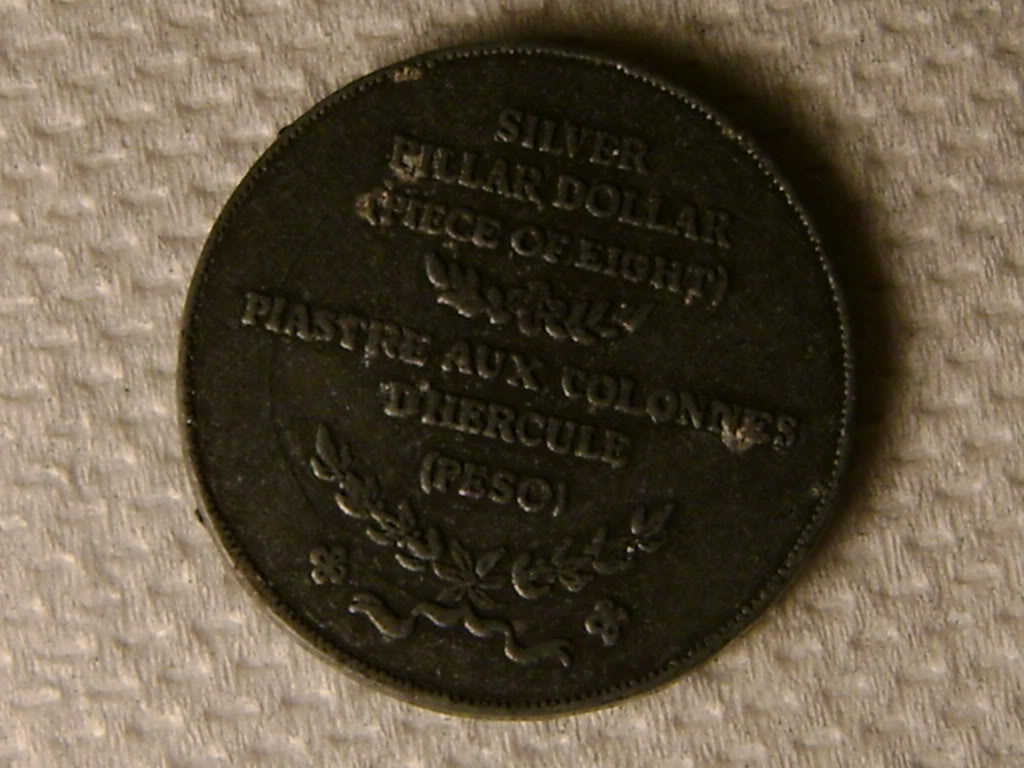 SILVER
PILLAR DOLLAR
(PIECE OF EIGHT)
PIASTRE AUX COLONNES
D'HERCULE
(PESO)